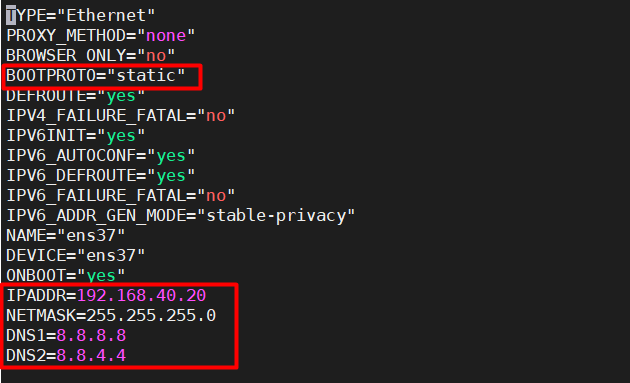 TYPE="Ethernet"
PROXY_METHOD="none"
BROWSER_ONLY="no"
BOOTPROTO="static"
DEFROUTE="yes"
IPV4_FAILURE_FATAL="no"
IPV6INIT="yes"
IPV6_AUTOCONF="yes"
IPV6_DEFROUTE="yes"
IPV6_FAILURE_FATAL="no"
IPV6_ADDR_GEN_MODE="stable-privacy"
NAME="ens37"
DEVICE="ens37"
ONBOOT="yes"
IPADDR=192.168.40.20
NETMASK=255.255.255.0
DNS1=8.8.8.8
DNS2=8.8.4.4